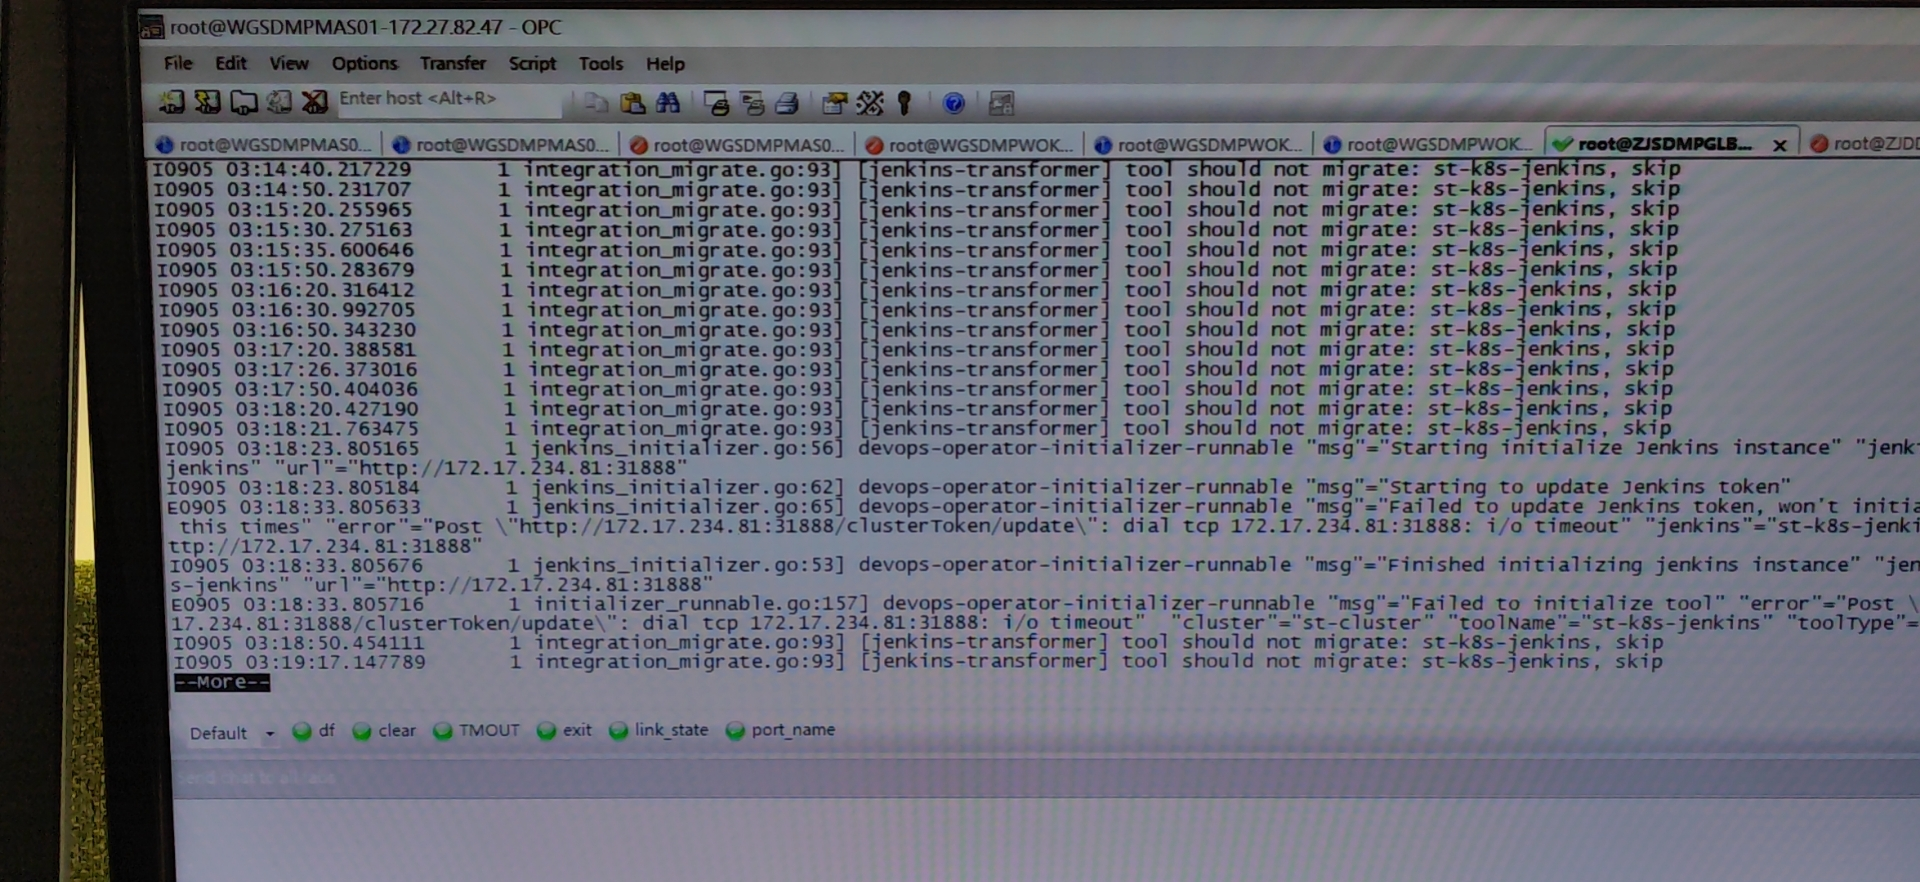 root@WGSDMPMAS01-172.27.82.47 - OPC
File Edit View Options Transfer Script Tools Help
Enter host <Alt+R>
root@WGSDMPMAS0... root@WGSDMPMAS0... root@WGSDMPMAS0... root@WGSDMPWOK... root@WGSDMPWOK... root@WGSDMPWOK... root@ZJSDMPGLB... x root@ZJD
I0905 03:14:40.217229 1 integration_migrate.go:93] [jenkins-transformer] tool should not migrate: st-k8s-jenkins, skip
I0905 03:14:50.231707 1 integration_migrate.go:93] [jenkins-transformer] tool should not migrate: st-k8s-jenkins, skip
I0905 03:15:20.255965 1 integration_migrate.go:93] [jenkins-transformer] tool should not migrate: st-k8s-jenkins, skip
I0905 03:15:30.275163 1 integration_migrate.go:93] [jenkins-transformer] tool should not migrate: st-k8s-jenkins, skip
I0905 03:15:35.600646 1 integration_migrate.go:93] [jenkins-transformer] tool should not migrate: st-k8s-jenkins, skip
I0905 03:15:50.283679 1 integration_migrate.go:93] [jenkins-transformer] tool should not migrate: st-k8s-jenkins, skip
I0905 03:16:20.316412 1 integration_migrate.go:93] [jenkins-transformer] tool should not migrate: st-k8s-jenkins, skip
I0905 03:16:30.992705 1 integration_migrate.go:93] [jenkins-transformer] tool should not migrate: st-k8s-jenkins, skip
I0905 03:16:50.343230 1 integration_migrate.go:93] [jenkins-transformer] tool should not migrate: st-k8s-jenkins, skip
I0905 03:17:20.388581 1 integration_migrate.go:93] [jenkins-transformer] tool should not migrate: st-k8s-jenkins, skip
I0905 03:17:26.373016 1 integration_migrate.go:93] [jenkins-transformer] tool should not migrate: st-k8s-jenkins, skip
I0905 03:17:50.404036 1 integration_migrate.go:93] [jenkins-transformer] tool should not migrate: st-k8s-jenkins, skip
I0905 03:18:20.427190 1 integration_migrate.go:93] [jenkins-transformer] tool should not migrate: st-k8s-jenkins, skip
I0905 03:18:21.763475 1 integration_migrate.go:93] [jenkins-transformer] tool should not migrate: st-k8s-jenkins, skip
I0905 03:18:23.805165 1 jenkins_initializer.go:56] devops-operator-initializer-runnable "msg"="Starting initialize Jenkins instance" "jenk
jenkins" "url"="http://172.17.234.81:31888"
I0905 03:18:23.805184 1 jenkins_initializer.go:62] devops-operator-initializer-runnable "msg"="Starting to update Jenkins token"
E0905 03:18:33.805633 1 jenkins_initializer.go:65] devops-operator-initializer-runnable "msg"="Failed to update Jenkins token, won't initia
this times" "error"="Post \"http://172.17.234.81:31888/clusterToken/update\": dial tcp 172.17.234.81:31888: i/o timeout" "jenkins"="st-k8s-jenki
ttp://172.17.234.81:31888"
I0905 03:18:33.805676 1 jenkins_initializer.go:53] devops-operator-initializer-runnable "msg"="Finished initializing jenkins instance" "jen
s-jenkins" "url"="http://172.17.234.81:31888"
E0905 03:18:33.805716 1 initializer_runnable.go:157] devops-operator-initializer-runnable "msg"="Failed to initialize tool" "error"="Post \
17.234.81:31888/clusterToken/update\": dial tcp 172.17.234.81:31888: i/o timeout" "cluster"="st-cluster" "toolName"="st-k8s-jenkins" "toolType"=
I0905 03:18:50.454111 1 integration_migrate.go:93] [jenkins-transformer] tool should not migrate: st-k8s-jenkins, skip
I0905 03:19:17.147789 1 integration_migrate.go:93] [jenkins-transformer] tool should not migrate: st-k8s-jenkins, skip
--More--
Default df clear TMOUT exit link_state port_name